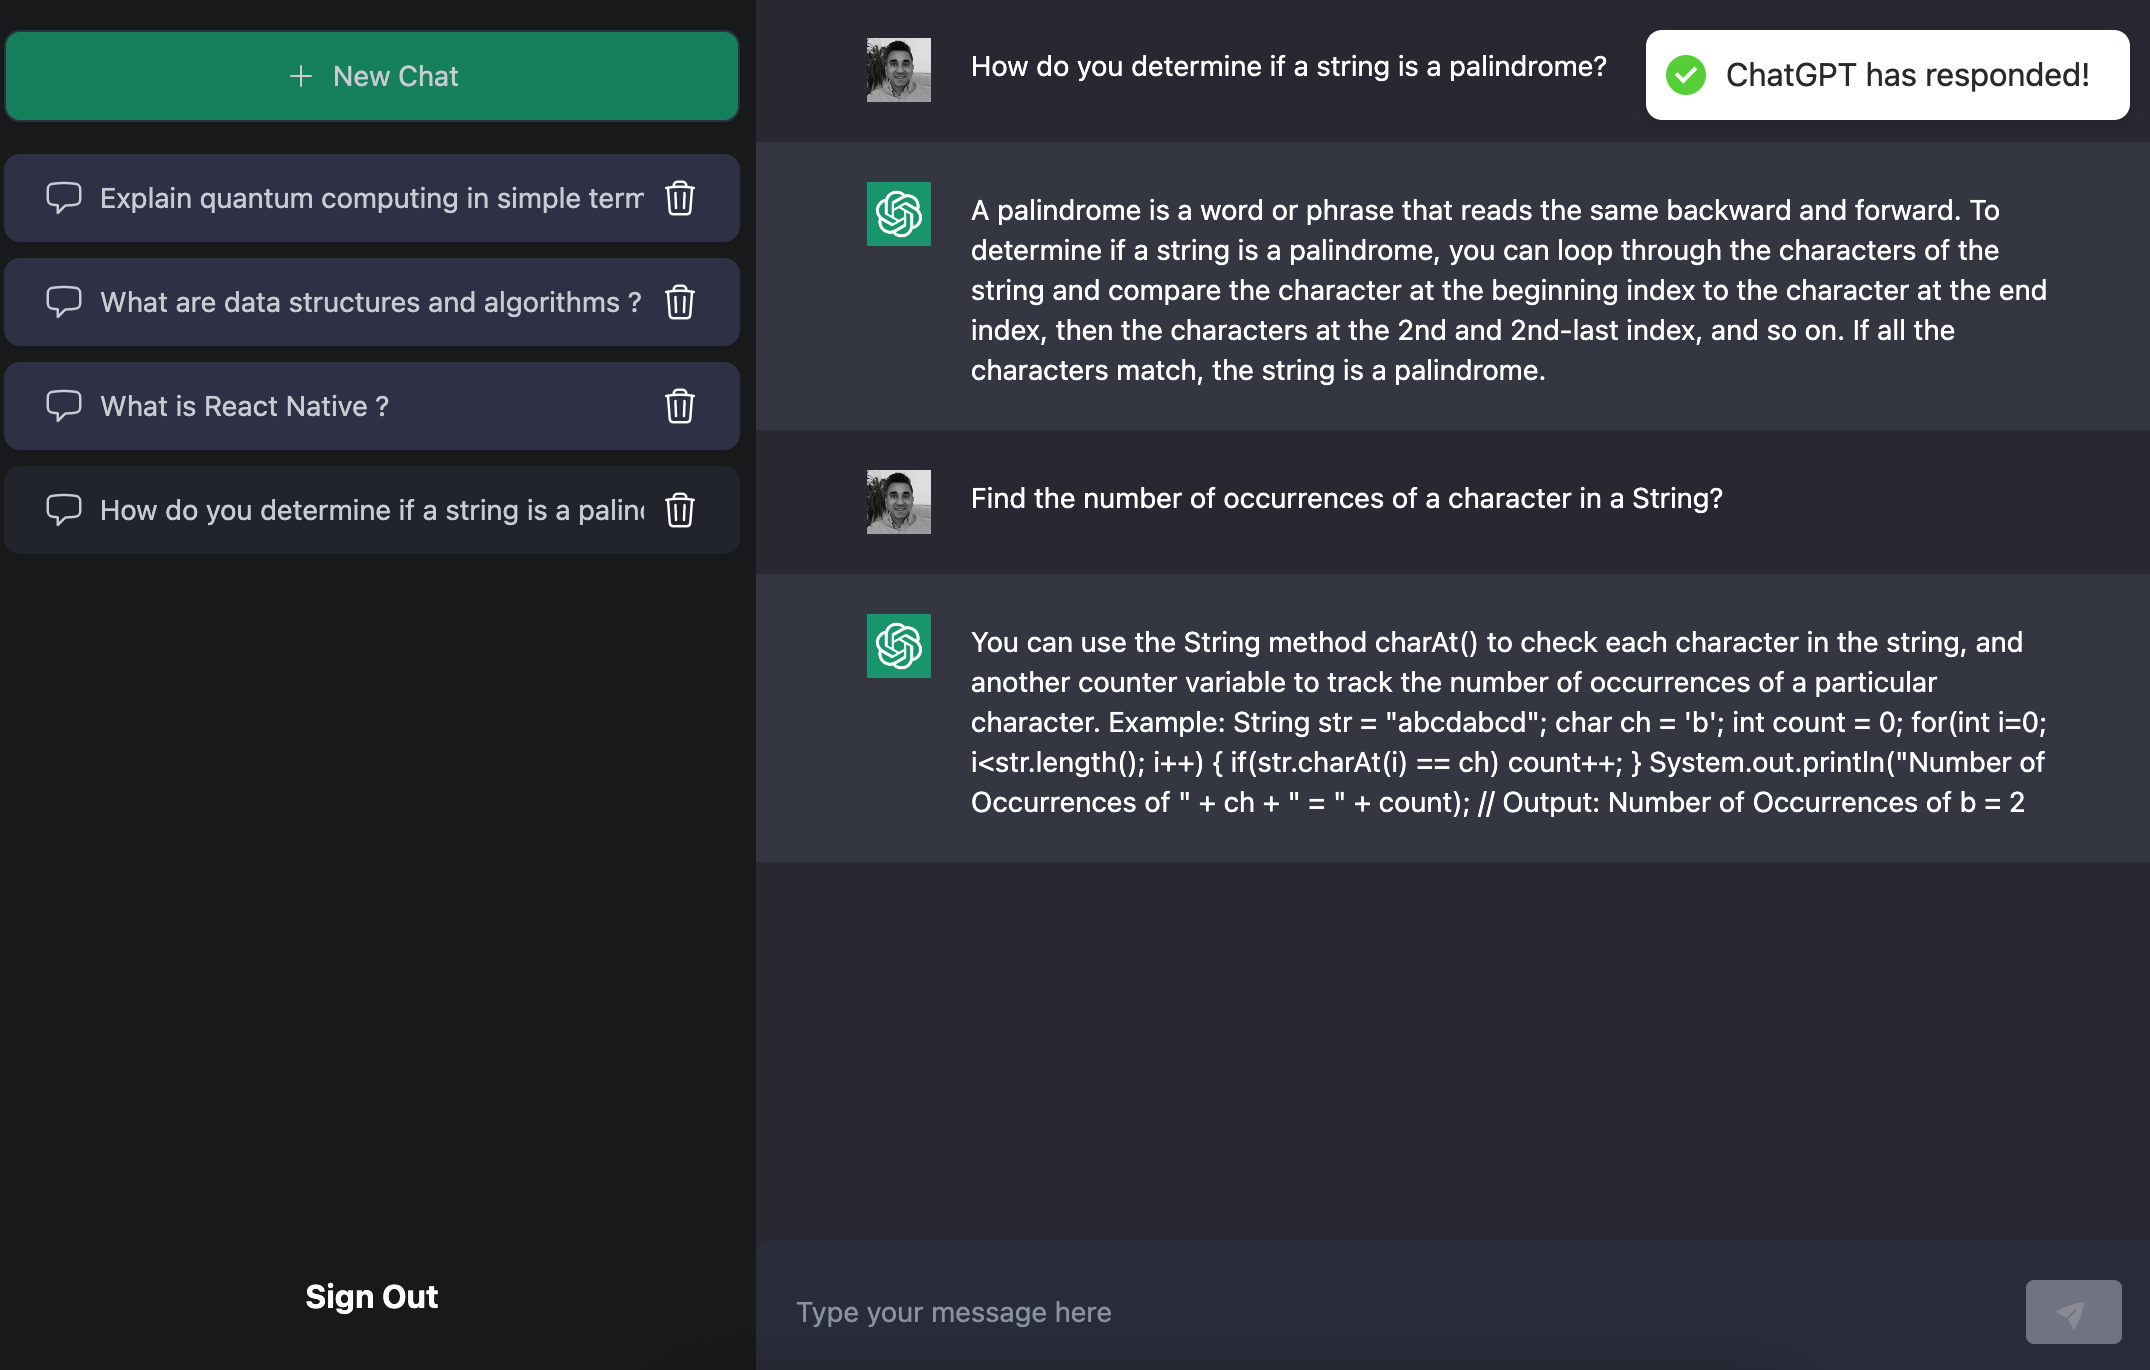 New Chat
Explain quantum computing in simple term
What are data structures and algorithms ?
What is React Native ?
How do you determine if a string is a palin
Sign Out
How do you determine if a string is a palindrome?
ChatGPT has responded!
A palindrome is a word or phrase that reads the same backward and forward. To
determine if a string is a palindrome, you can loop through the characters of the
string and compare the character at the beginning index to the character at the end
index, then the characters at the 2nd and 2nd-last index, and so on. If all the
characters match, the string is a palindrome.
Find the number of occurrences of a character in a String?
You can use the String method charAt() to check each character in the string, and
another counter variable to track the number of occurrences of a particular
character. Example: String str = "abcdabcd"; char ch = 'b'; int count = 0; for(int i=0;
i<str.length(); i++) { if(str.charAt(i) == ch) count++; } System.out.println("Number of
Occurrences of " + ch + " = " + count); // Output: Number of Occurrences of b = 2
Type your message here